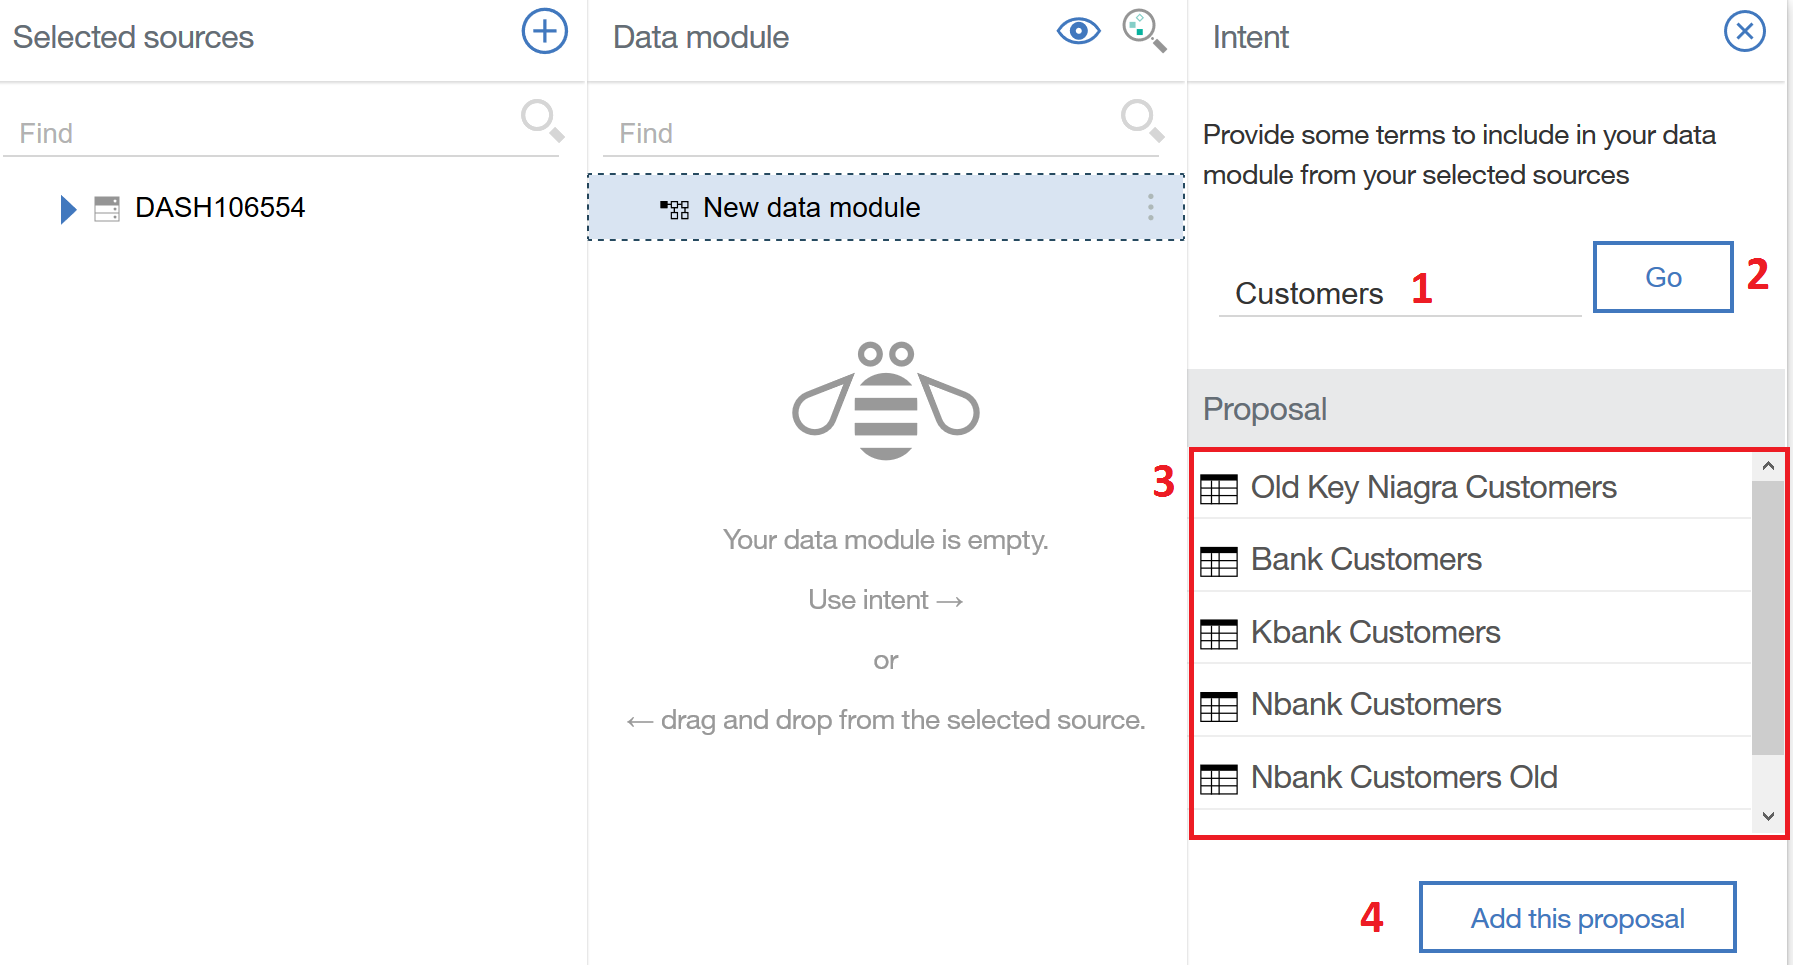 Selected sources
Find
DASH106554
Data module
Find
New data module
Your data module is empty.
Use intent →
or
← drag and drop from the selected source.
Intent
Provide some terms to include in your data
module from your selected sources
Customers 1
Go 2
Proposal
3
Old Key Niagra Customers
Bank Customers
Kbank Customers
Nbank Customers
Nbank Customers Old
4 Add this proposal